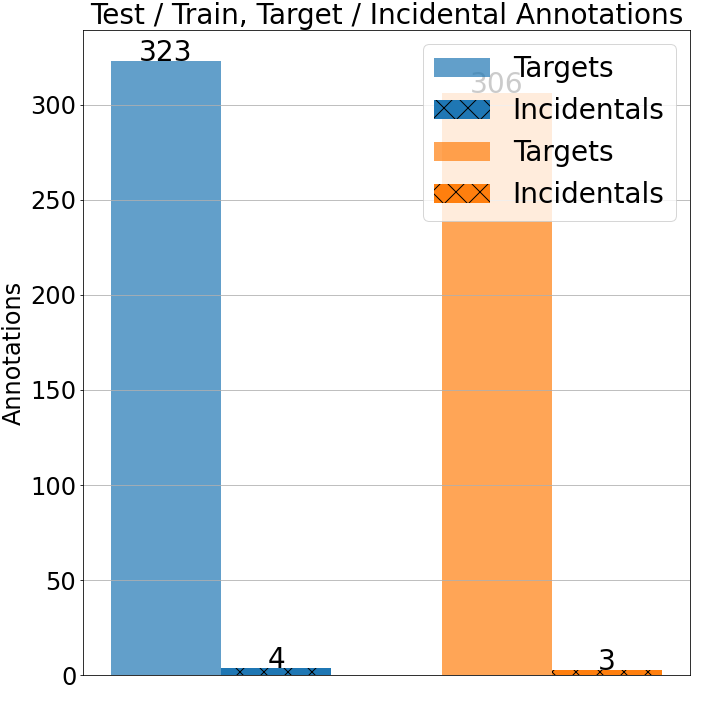 Test / Train, Target / Incidental Annotations
323
306
4
3
Targets
Incidentals
Targets
Incidentals
Annotations
300
250
200
150
100
50
0